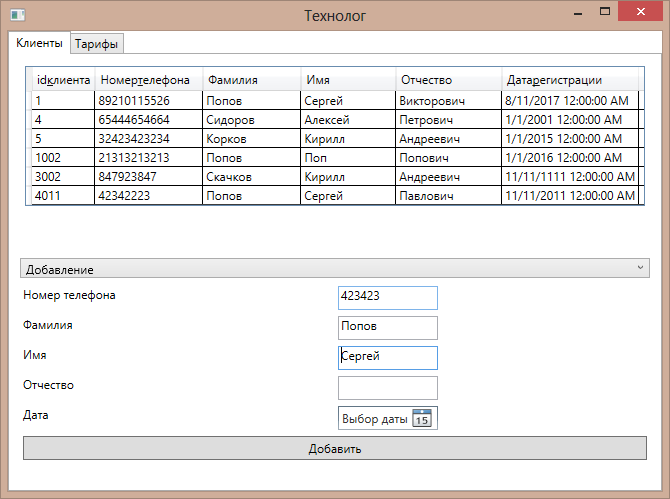 Технолог
Клиенты Тарифы
idклиента Номертелефона Фамилия Имя Отчество Датарегистрации
1 89210115526 Попов Сергей Викторович 8/11/2017 12:00:00 AM
4 65444654664 Сидоров Алексей Петрович 1/1/2001 12:00:00 AM
5 32423423234 Корков Кирилл Андреевич 1/1/2015 12:00:00 AM
1002 21313213213 Попов Поп Попович 1/1/2016 12:00:00 AM
3002 847923847 Скачков Кирилл Андреевич 11/11/1111 12:00:00 AM
4011 42342223 Попов Сергей Павлович 11/11/2011 12:00:00 AM
Добавление
Номер телефона 423423
Фамилия Попов
Имя Сергей
Отчество
Дата Выбор даты 15
Добавить